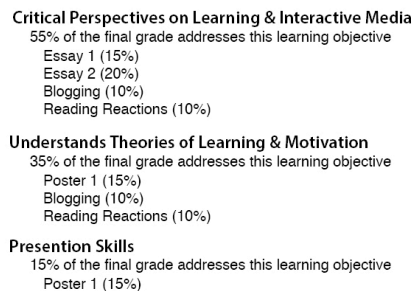 Critical Perspectives on Learning & Interactive Media
55% of the final grade addresses this learning objective
Essay 1 (15%)
Essay 2 (20%)
Blogging (10%)
Reading Reactions (10%)
Understands Theories of Learning & Motivation
35% of the final grade addresses this learning objective
Poster 1 (15%)
Blogging (10%)
Reading Reactions (10%)
Presention Skills
15% of the final grade addresses this learning objective
Poster 1 (15%)